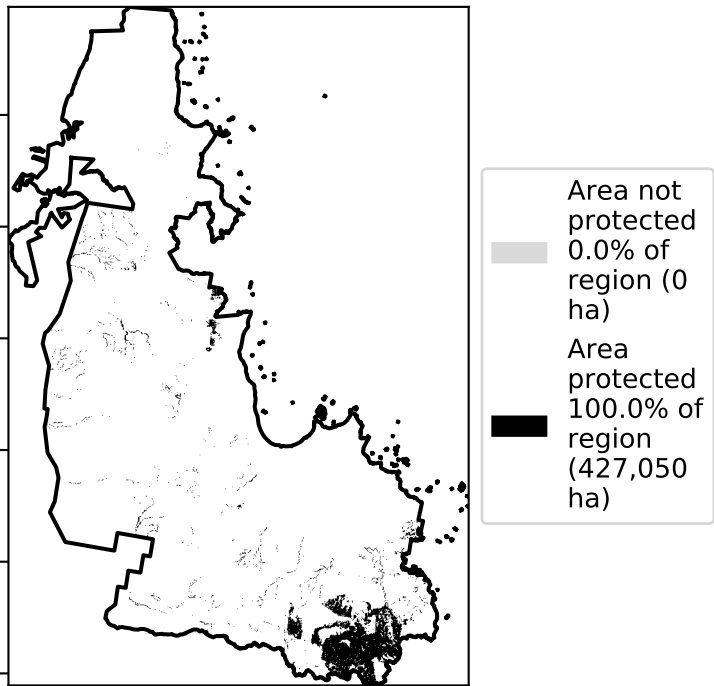 Area not
protected
0.0% of
region (0
ha)
Area
protected
100.0% of
region
(427,050
ha)